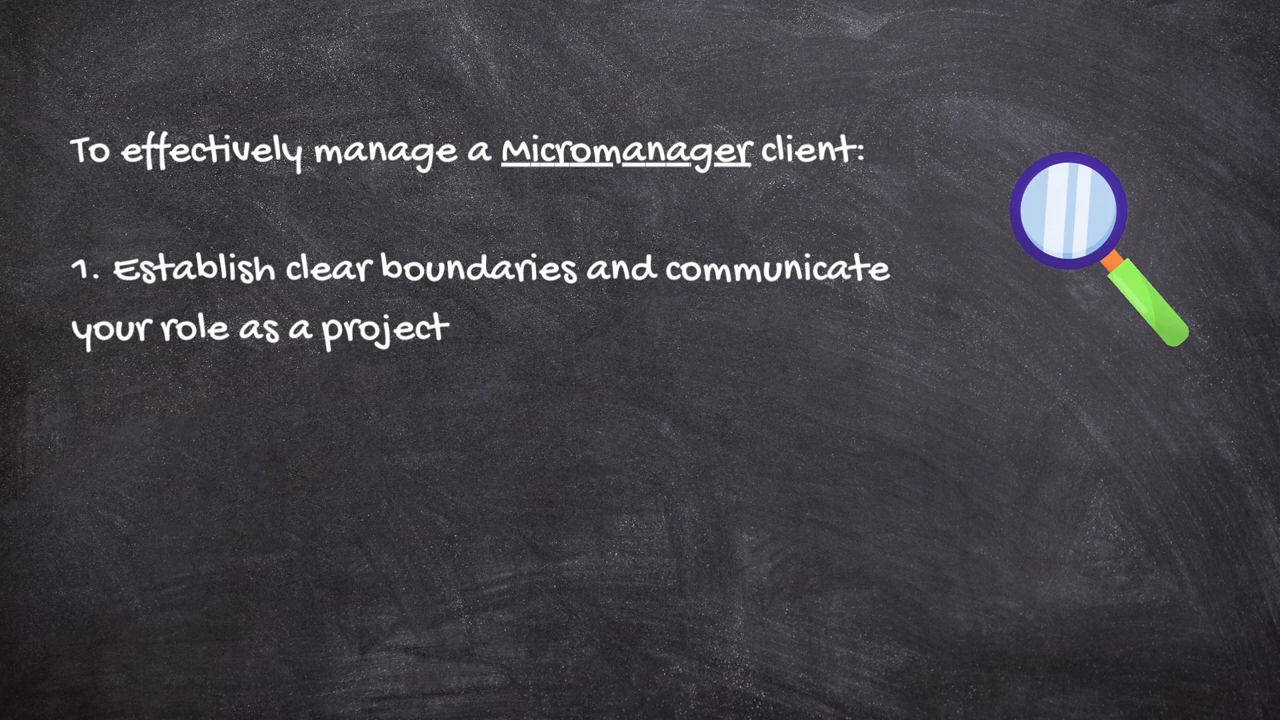 To effectively manage a Micromanager client:
1. Establish clear boundaries and communicate
your role as a project